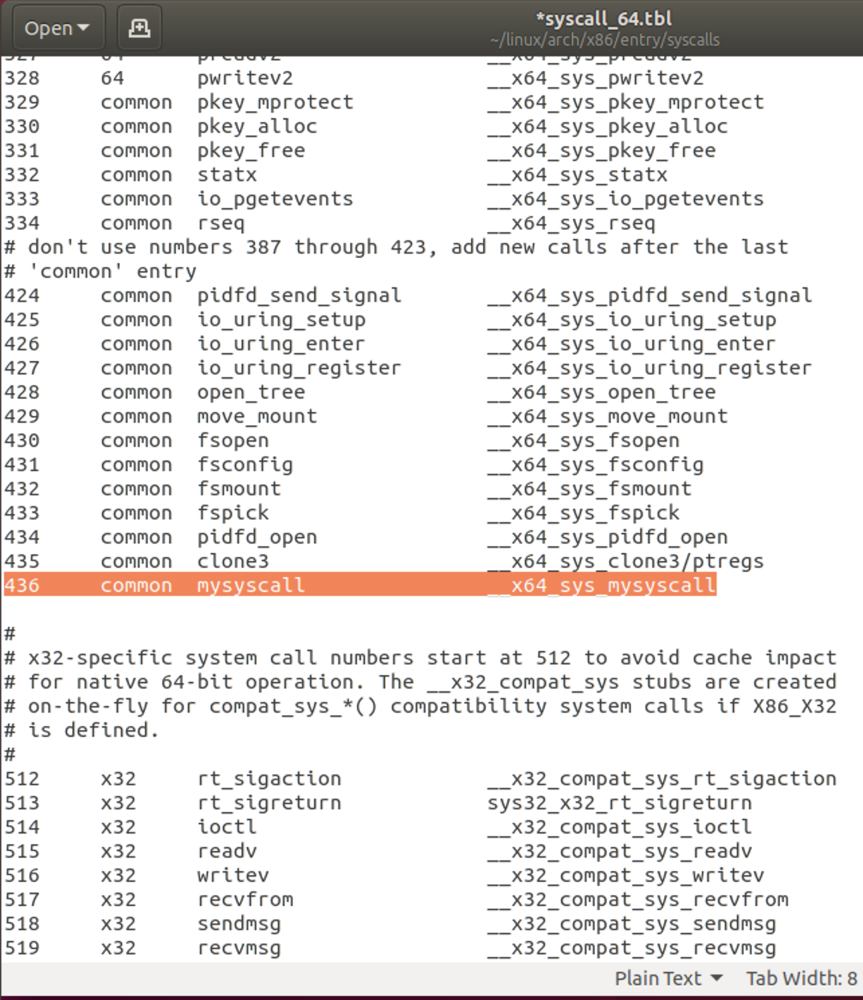 Open
*syscall_64.tbl
~/linux/arch/x86/entry/syscalls
327 64 preadv2 __x64_sys_preadv2
328 64 pwritev2 __x64_sys_pwritev2
329 common pkey_mprotect __x64_sys_pkey_mprotect
330 common pkey_alloc __x64_sys_pkey_alloc
331 common pkey_free __x64_sys_pkey_free
332 common statx __x64_sys_statx
333 common io_pgetevents __x64_sys_io_pgetevents
334 common rseq __x64_sys_rseq
# don't use numbers 387 through 423, add new calls after the last
# 'common' entry
424 common pidfd_send_signal __x64_sys_pidfd_send_signal
425 common io_uring_setup __x64_sys_io_uring_setup
426 common io_uring_enter __x64_sys_io_uring_enter
427 common io_uring_register __x64_sys_io_uring_register
428 common open_tree __x64_sys_open_tree
429 common move_mount __x64_sys_move_mount
430 common fsopen __x64_sys_fsopen
431 common fsconfig __x64_sys_fsconfig
432 common fsmount __x64_sys_fsmount
433 common fspick __x64_sys_fspick
434 common pidfd_open __x64_sys_pidfd_open
435 common clone3 __x64_sys_clone3/ptregs
436 common mysyscall __x64_sys_mysyscall
#
# x32-specific system call numbers start at 512 to avoid cache impact
# for native 64-bit operation. The __x32_compat_sys stubs are created
# on-the-fly for compat_sys_*() compatibility system calls if X86_X32
# is defined.
#
512 x32 rt_sigaction __x32_compat_sys_rt_sigaction
513 x32 rt_sigreturn sys32_x32_rt_sigreturn
514 x32 ioctl __x32_compat_sys_ioctl
515 x32 readv __x32_compat_sys_readv
516 x32 writev __x32_compat_sys_writev
517 x32 recvfrom __x32_compat_sys_recvfrom
518 x32 sendmsg __x32_compat_sys_sendmsg
519 x32 recvmsg __x32_compat_sys_recvmsg
Plain Text Tab Width: 8